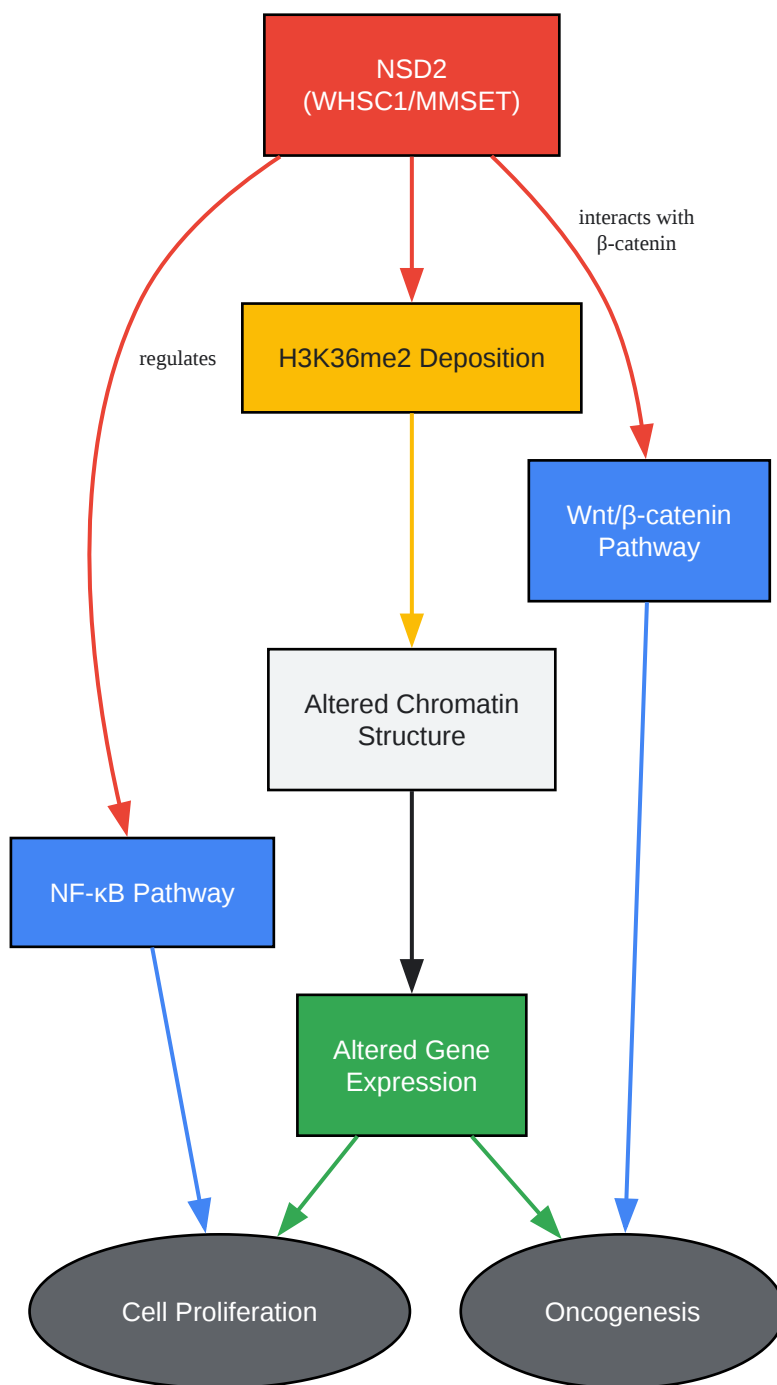 NSD2
(WHSC1/MMSET)
interacts with
β-catenin
regulates
H3K36me2 Deposition
Wnt/β-catenin
Pathway
Altered Chromatin
Structure
NF-κB Pathway
Altered Gene
Expression
Cell Proliferation
Oncogenesis